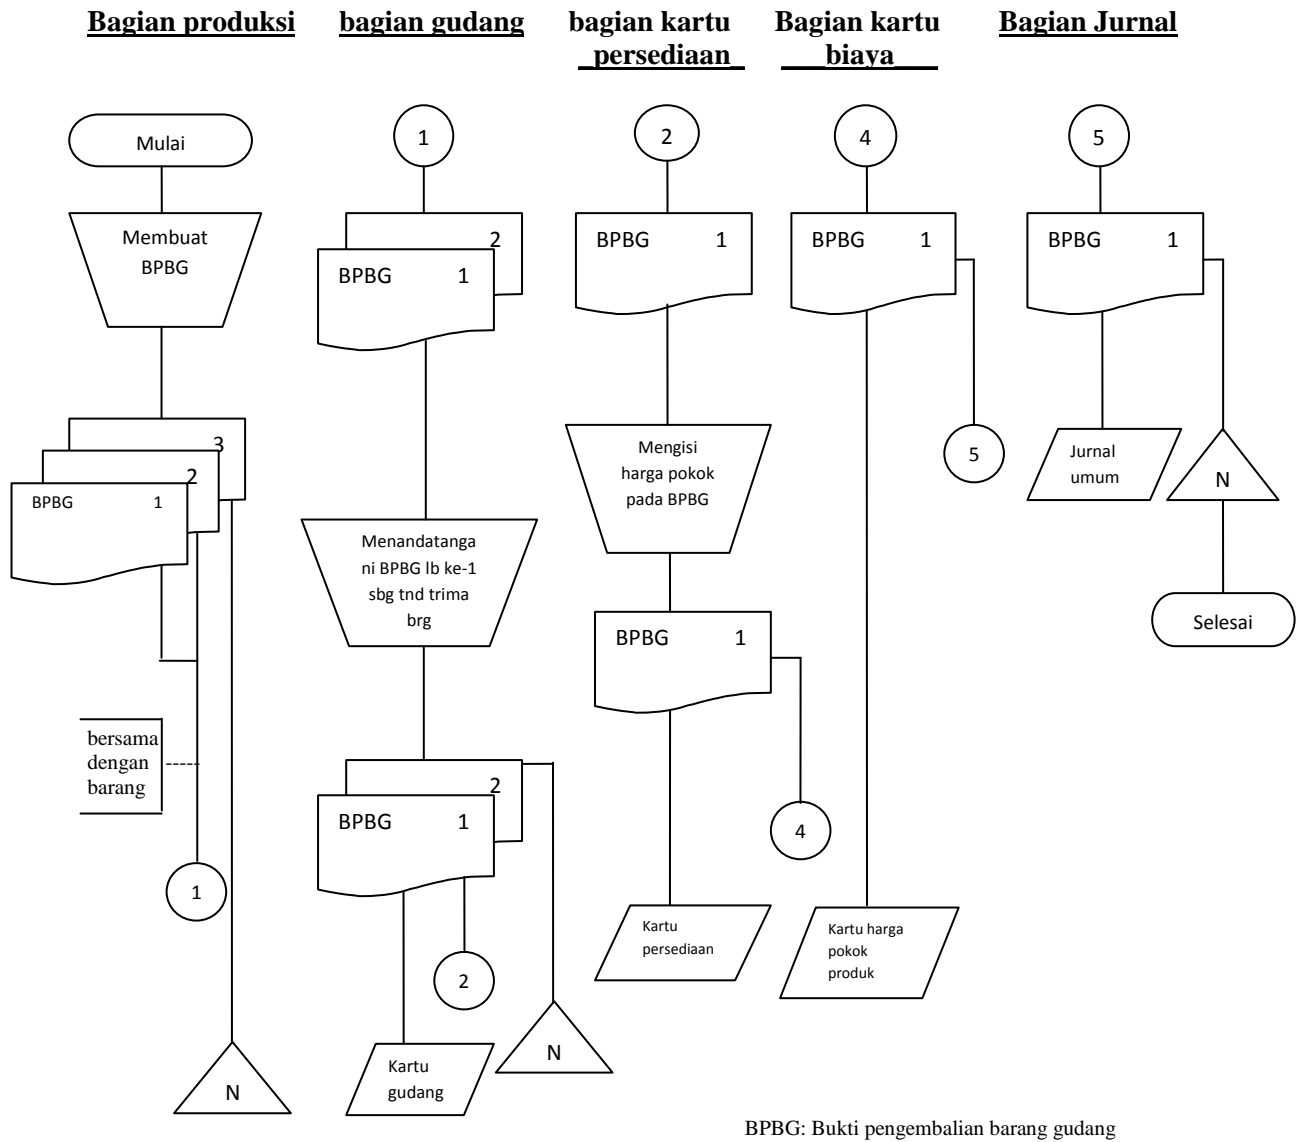 Bagian produksi
bagian gudang
bagian kartu
_persediaan_
Bagian kartu
___biaya___
Bagian Jurnal
Mulai
Membuat
BPBG
3
2
BPBG 1
bersama
dengan
barang
1
N
1
2
BPBG 1
Menandatanga
ni BPBG lb ke-1
sbg tnd trima
brg
2
BPBG 1
2
N
Kartu
gudang
2
BPBG 1
Mengisi
harga pokok
pada BPBG
BPBG 1
4
Kartu
persediaan
4
BPBG 1
5
Kartu harga
pokok
produk
5
BPBG 1
Jurnal
umum
N
Selesai
BPBG: Bukti pengembalian barang gudang